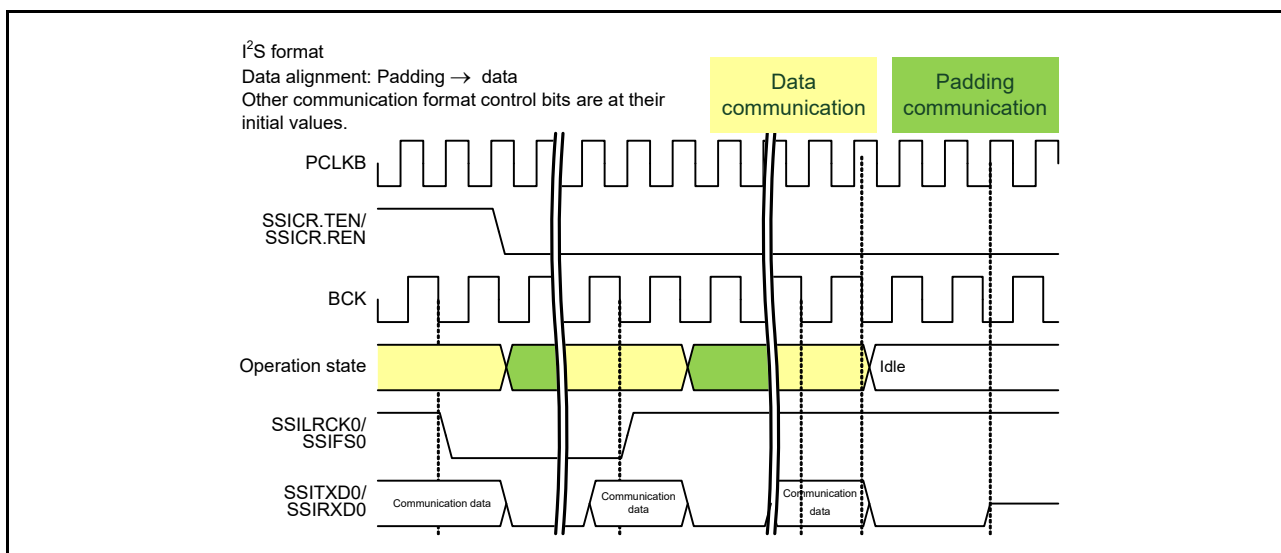 I²S format
Data alignment: Padding → data
Other communication format control bits are at their
initial values.
Data
communication
Padding
communication
PCLKB
SSICR.TEN/
SSICR.REN
BCK
Operation state
Idle
SSILRCK0/
SSIFS0
SSITXD0/
SSIRXD0
Communication data
Communication
data
Communication
data